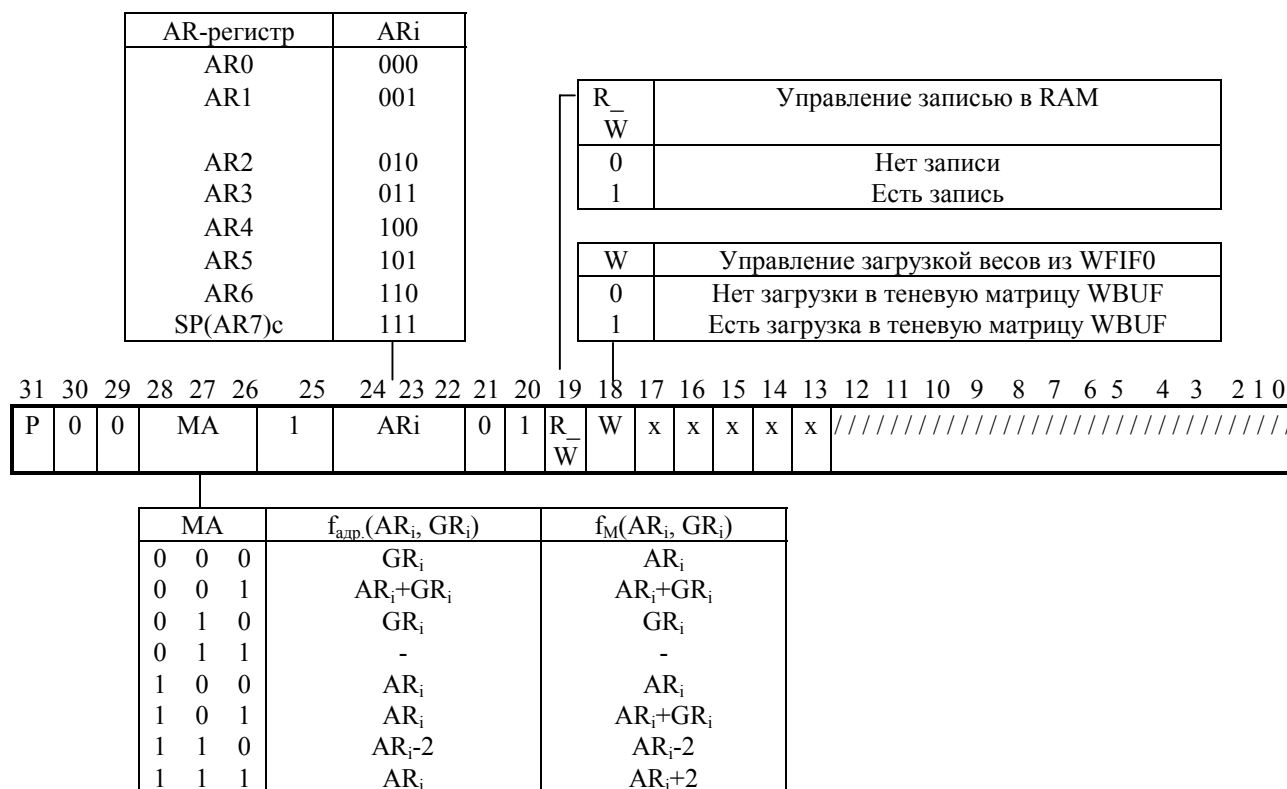 AR-регистр ARi
AR0 000
AR1 001
AR2 010
AR3 011
AR4 100
AR5 101
AR6 110
SP(AR7)с 111
R_ Управление записью в RAM
W
0 Нет записи
1 Есть запись
W Управление загрузкой весов из WFIF0
0 Нет загрузки в теневую матрицу WBUF
1 Есть загрузка в теневую матрицу WBUF
31 30 29 28 27 26 25 24 23 22 21 20 19 18 17 16 15 14 13 12 11 10 9 8 7 6 5 4 3 2 1 0
P 0 0 MA 1 ARi 0 1 R_ W x x x x x / / / / / / / / / / / / / / / / / / / / / / / / / / / / / /
W
MA fадр.(ARi, GRi) fM(ARi, GRi)
0 0 0 GRi ARi
0 0 1 ARi+GRi ARi+GRi
0 1 0 GRi GRi
0 1 1 - -
1 0 0 ARi ARi
1 0 1 ARi ARi+GRi
1 1 0 ARi-2 ARi-2
1 1 1 ARi ARi+2